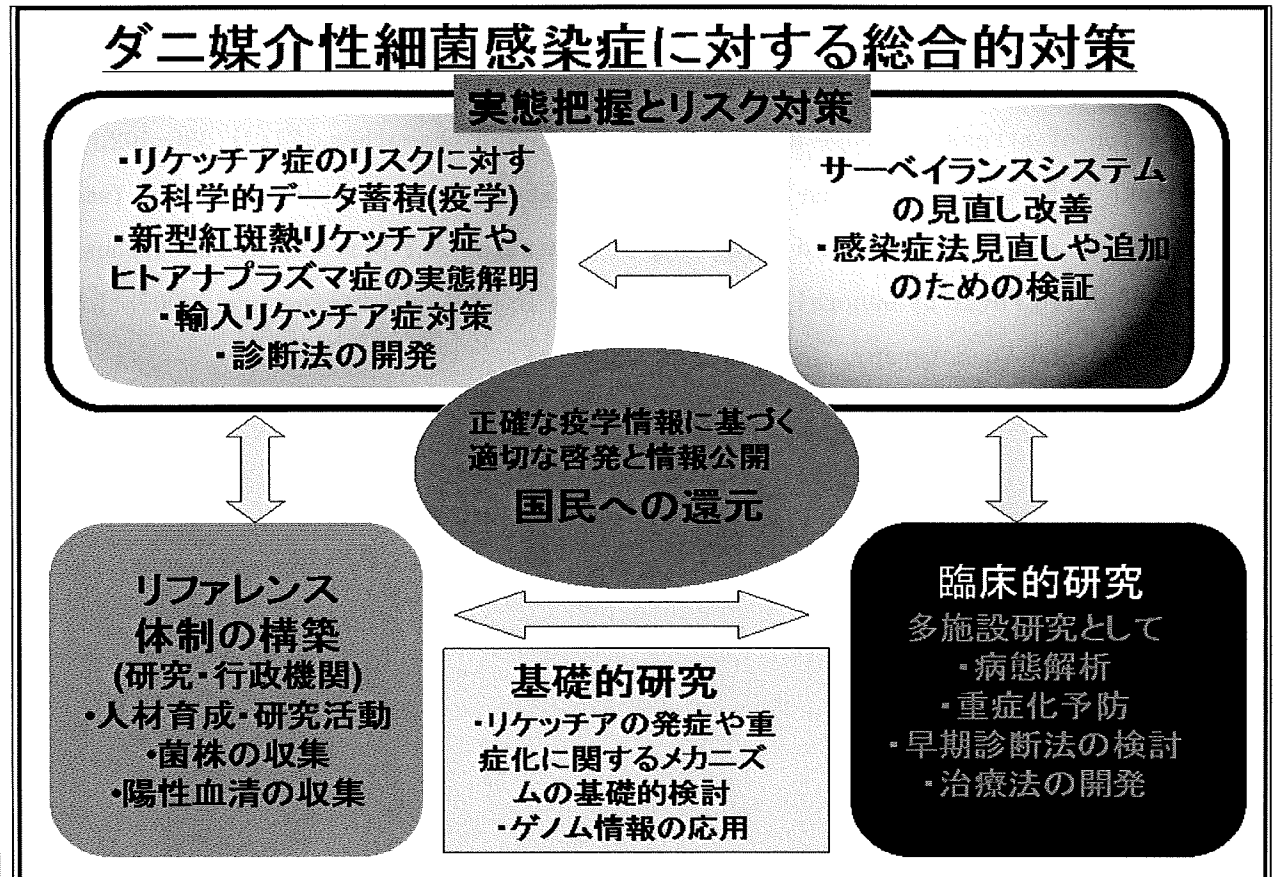 ダニ媒介性細菌感染症に対する総合的対策
実態把握とリスク対策
・リケッチア症のリスクに対す
る科学的データ蓄積(疫学)
・新型紅斑熱リケッチア症や、
ヒトアナプラズマ症の実態解明
・輸入リケッチア症対策
・診断法の開発
サーベイランスシステム
の見直し改善
・感染症法見直しや追加
のための検証
正確な疫学情報に基づく
適切な啓発と情報公開
国民への還元
リファレンス
体制の構築
(研究・行政機関)
・人材育成・研究活動
・菌株の収集
・陽性血清の収集
基礎的研究
・リケッチアの発症や重
症化に関するメカニズ
ムの基礎的検討
・ゲノム情報の応用
臨床的研究
多施設研究として
・病態解析
・重症化予防
・早期診断法の検討
・治療法の開発